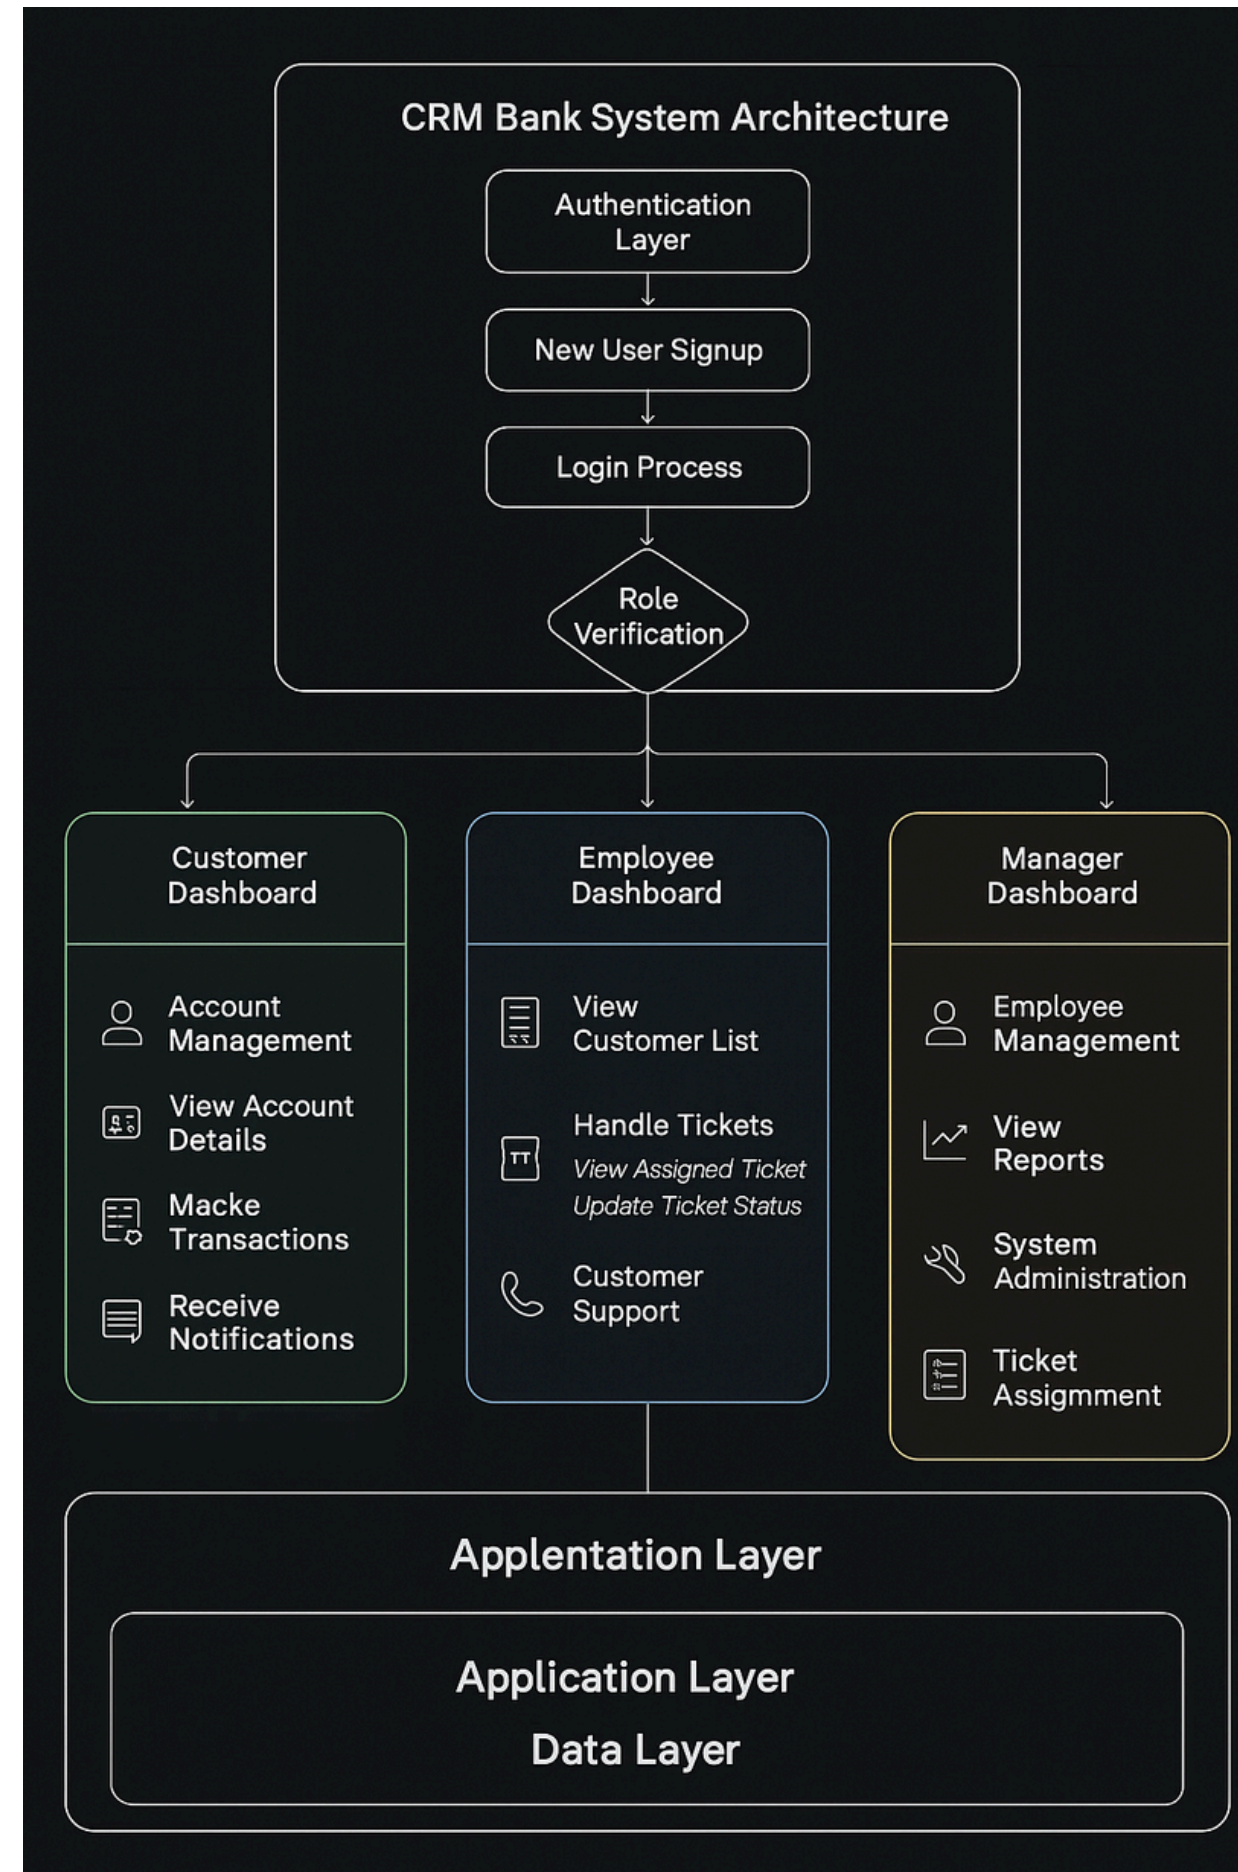 CRM Bank System Architecture
Authentication
Layer
New User Signup
Login Process
Role
Verification
Customer
Dashboard
Account
Management
View Account
Details
Macke
Transactions
Receive
Notifications
Employee
Dashboard
View
Customer List
Handle Tickets
View Assigned Ticket
Update Ticket Status
Customer
Support
Manager
Dashboard
Employee
Management
View
Reports
System
Administration
Ticket
Assigmment
Applentation Layer
Application Layer
Data Layer